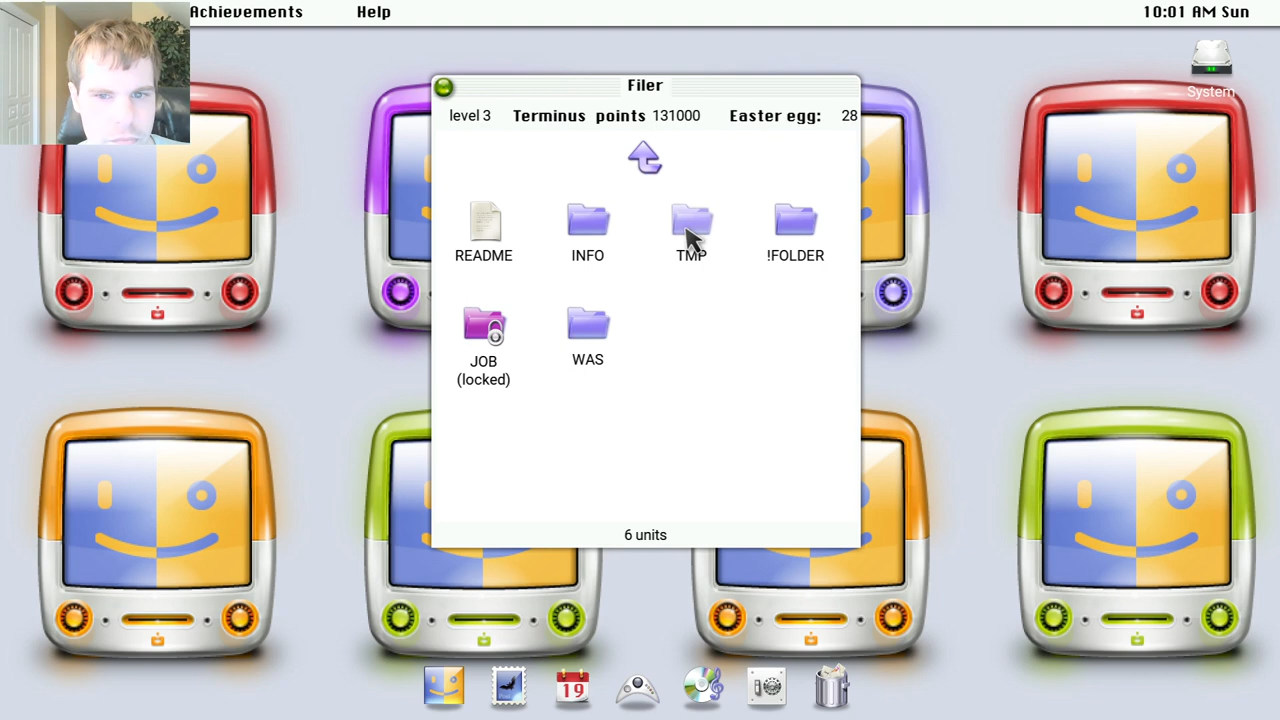 Achievements Help 10:01 AM Sun
System
Filer
level 3 Terminus points 131000 Easter egg: 28
README INFO TMP !FOLDER
JOB WAS
(locked)
6 units
19